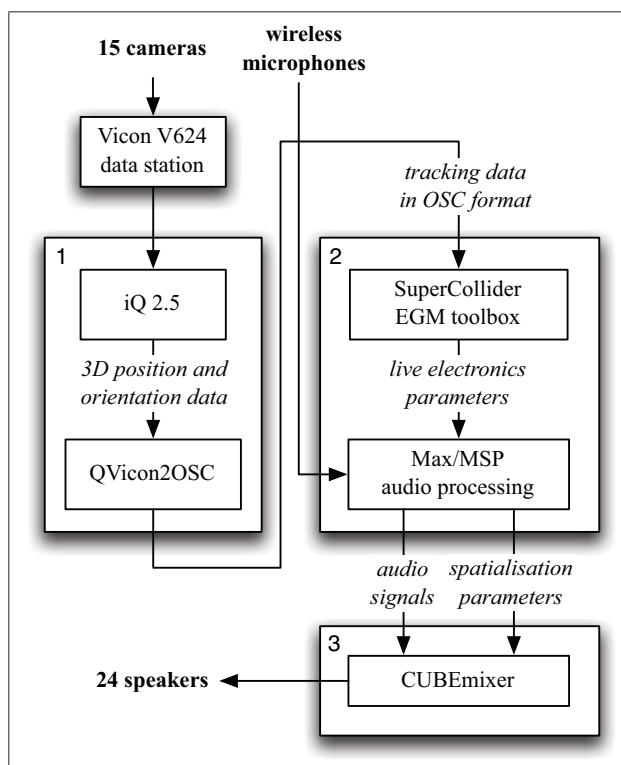 15 cameras
wireless
microphones
Vicon V624
data station
tracking data
in OSC format
1
iQ 2.5
3D position and
orientation data
QVicon2OSC
2
SuperCollider
EGM toolbox
live electronics
parameters
Max/MSP
audio processing
audio
signals
spatialisation
parameters
3
CUBEmixer
24 speakers